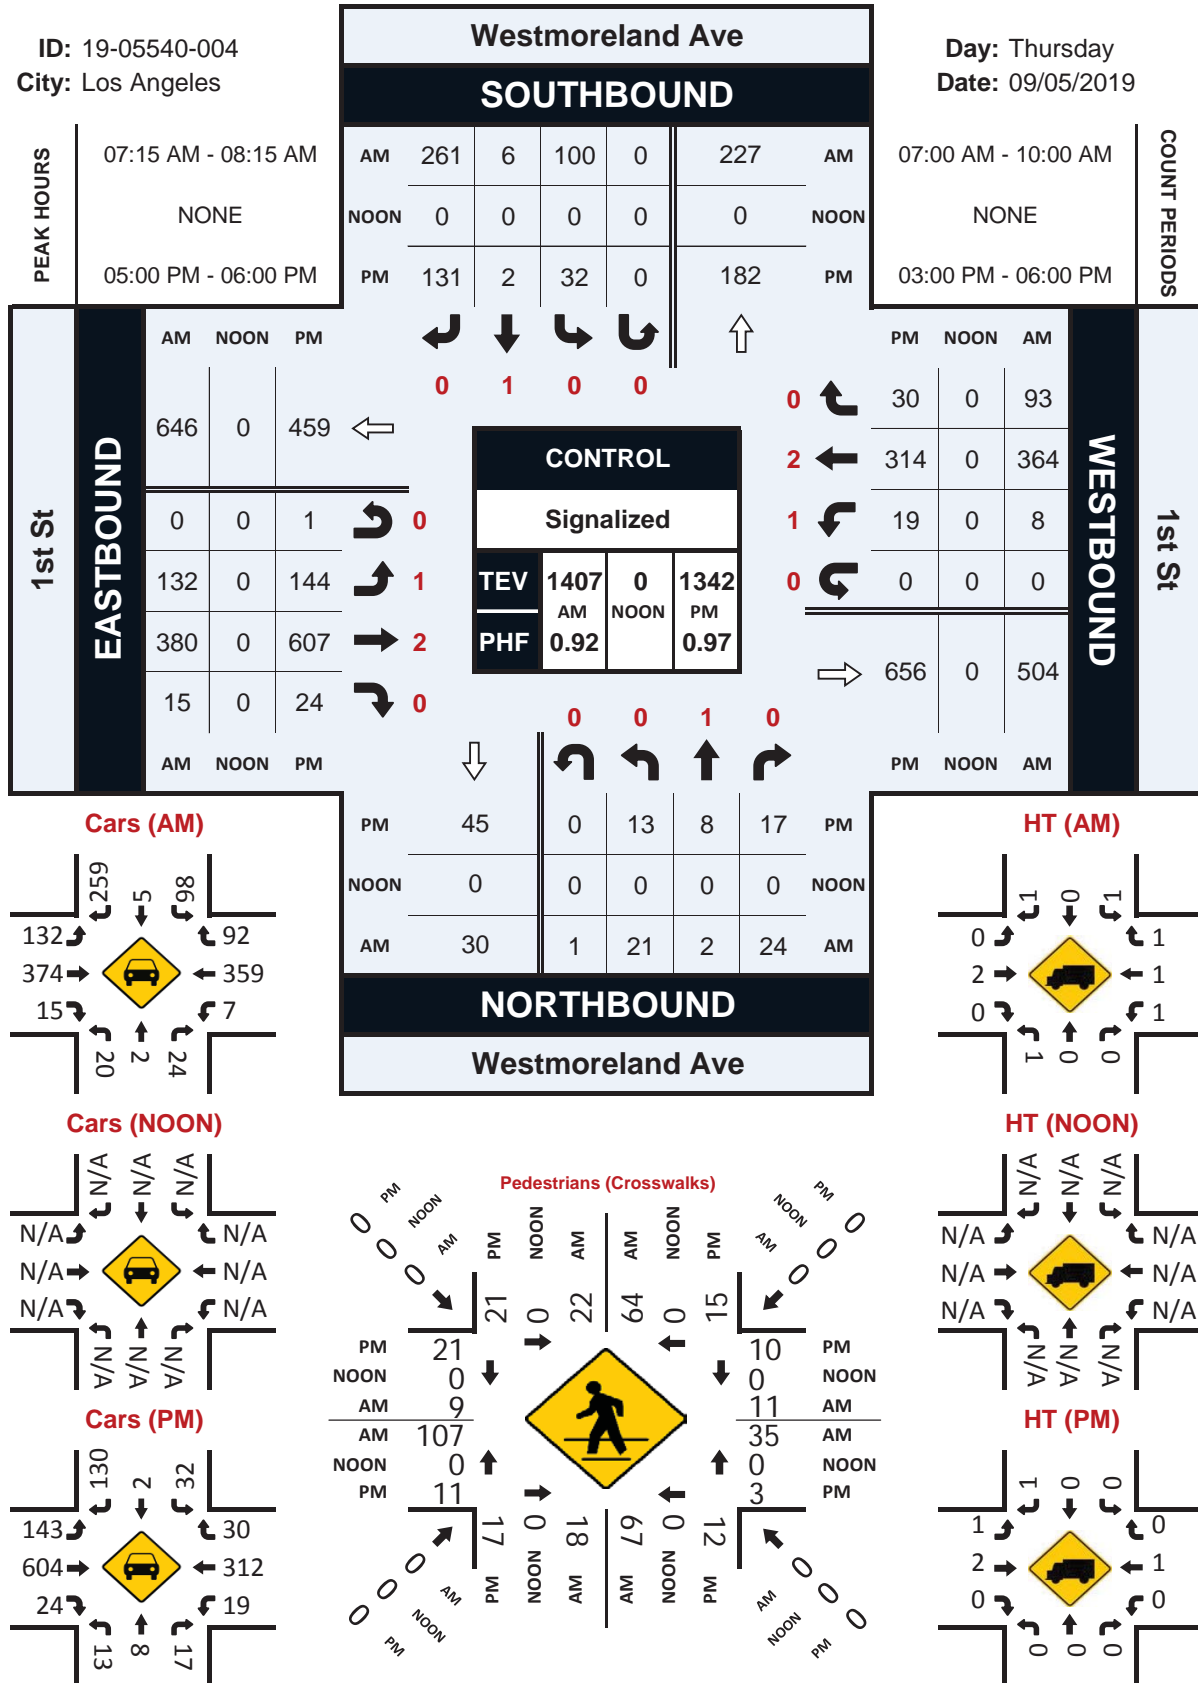 ID: 19-05540-004
City: Los Angeles
Westmoreland Ave
SOUTHBOUND
Day: Thursday
Date: 09/05/2019
PEAK HOURS
07:15 AM - 08:15 AM
NONE
05:00 PM - 06:00 PM
AM 261 6 100 0 227 AM
NOON 0 0 0 0 0 NOON
PM 131 2 32 0 182 PM
07:00 AM - 10:00 AM
NONE
03:00 PM - 06:00 PM
COUNT PERIODS
0 1 0 0
1st St
EASTBOUND
AM NOON PM
646 0 459
0 0 1 0
132 0 144 1
380 0 607 2
15 0 24 0
AM NOON PM
CONTROL
Signalized
TEV 1407 0 1342
AM NOON PM
PHF 0.92 0.97
PM NOON AM
0 30 0 93
2 314 0 364
1 19 0 8
0 0 0 0
656 0 504
PM NOON AM
WESTBOUND
1st St
0 0 1 0
PM 45 0 13 8 17 PM
NOON 0 0 0 0 0 NOON
AM 30 1 21 2 24 AM
NORTHBOUND
Westmoreland Ave
Cars (AM)
259 5 98
132 92
374 359
15 7
20 2 24
HT (AM)
1 0 1
0 1
2 1
0 1
1 0 0
Cars (NOON)
N/A N/A N/A
N/A N/A
N/A N/A
N/A N/A
N/A N/A N/A
HT (NOON)
N/A N/A N/A
N/A N/A
N/A N/A
N/A N/A
N/A N/A N/A
Cars (PM)
130 2 32
143 30
604 312
24 19
13 8 17
HT (PM)
1 0 0
1 0
2 1
0 0
0 0 0
Pedestrians (Crosswalks)
PM NOON AM
0 0 0
PM NOON AM AM NOON PM
21 0 22 64 0 15
PM NOON AM
0 0 0
PM 21 10 PM
NOON 0 0 NOON
AM 9 11 AM
AM 107 35 AM
NOON 0 0 NOON
PM 11 3 PM
17 0 18 67 0 12
PM NOON AM AM NOON PM
0 0 0
AM NOON PM
0 0 0
AM NOON PM